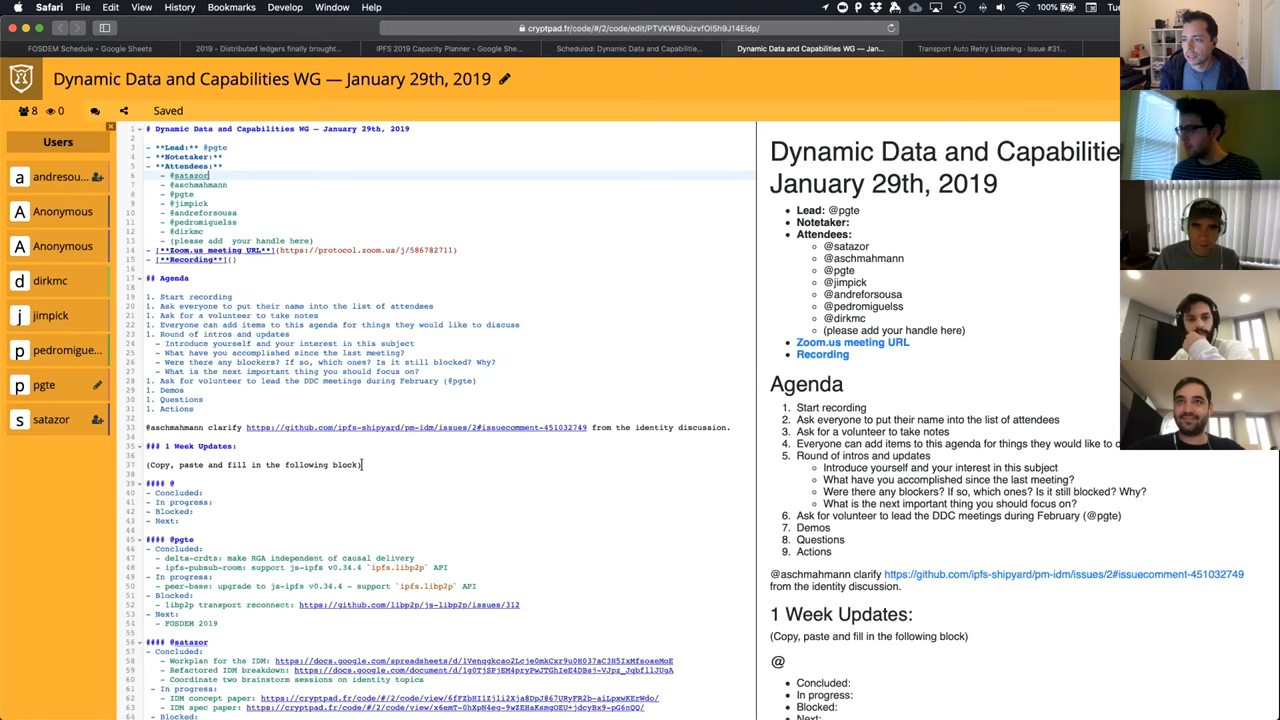 Safari File Edit View History Bookmarks Window Help
100%
cryptpad.fr/code/#/2/code/edit/PTVKW80uizvfOl5h9J14Eidp/
FOSDEM Schedule - Google Sheets
2019 - Distributed ledgers finally brought...
IPFS 2019 Capacity Planner - Google She...
Scheduled: Dynamic Data and Capabilitie...
Dynamic Data and Capabilities WG — Jan...
Transport Auto Retry Listening · Issue #31...
Dynamic Data and Capabilities WG — January 29th, 2019
8 0 Saved
Users
andresou...
Anonymous
Anonymous
dirkmc
jimpick
pedromigue...
pgte
satazor
# Dynamic Data and Capabilities WG — January 29th, 2019
- **Lead:** @pgte
- **Notetaker:**
- **Attendees:**
- @satazor
- @aschmahmann
- @pgte
- @jimpick
- @andreforsousa
- @pedromiguelss
- @dirkmc
- (please add your handle here)
- [**Zoom.us meeting URL**](https://protocol.zoom.us/j/586782711)
- [**Recording**]()
## Agenda
1. Start recording
1. Ask everyone to put their name into the list of attendees
1. Ask for a volunteer to take notes
1. Everyone can add items to this agenda for things they would like to discuss
1. Round of intros and updates
- Introduce yourself and your interest in this subject
- What have you accomplished since the last meeting?
- Were there any blockers? If so, which ones? Is it still blocked? Why?
- What is the next important thing you should focus on?
1. Ask for volunteer to lead the DDC meetings during February (@pgte)
1. Demos
1. Questions
1. Actions
@aschmahmann clarify https://github.com/ipfs-shipyard/pm-idm/issues/2#issuecomment-451032749 from the identity discussion.
### 1 Week Updates:
(Copy, paste and fill in the following block)
#### @
- Concluded:
- In progress:
- Blocked:
- Next:
#### @pgte
- Concluded:
- delta-crdts: make RGA independent of causal delivery
- ipfs-pubsub-room: support js-ipfs v0.34.4 `ipfs.libp2p` API
- In progress:
- peer-base: upgrade to js-ipfs v0.34.4 - support `ipfs.libp2p` API
- Blocked:
- libp2p transport reconnect: https://github.com/libp2p/js-libp2p/issues/312
- Next:
- FOSDEM 2019
#### @satazor
- Concluded:
- Workplan for the IDM:
- Refactored IDM breakdown:
- Coordinate two brainstorm sessions on identity topics
- In progress:
- IDM concept paper:
- IDM spec paper:
- Blocked:
Dynamic Data and Capabilitie
January 29th, 2019
Lead: @pgte
Notetaker:
Attendees:
@satazor
@aschmahmann
@pgte
@jimpick
@andreforsousa
@pedromiguelss
@dirkmc
(please add your handle here)
Zoom.us meeting URL
Recording
Agenda
1. Start recording
2. Ask everyone to put their name into the list of attendees
3. Ask for a volunteer to take notes
4. Everyone can add items to this agenda for things they would like to d
5. Round of intros and updates
Introduce yourself and your interest in this subject
What have you accomplished since the last meeting?
Were there any blockers? If so, which ones? Is it still blocked? Why?
What is the next important thing you should focus on?
6. Ask for volunteer to lead the DDC meetings during February (@pgte)
7. Demos
8. Questions
9. Actions
@aschmahmann clarify https://github.com/ipfs-shipyard/pm-idm/issues/2#issuecomment-451032749
from the identity discussion.
1 Week Updates:
(Copy, paste and fill in the following block)
@
Concluded:
In progress:
Blocked:
Next: